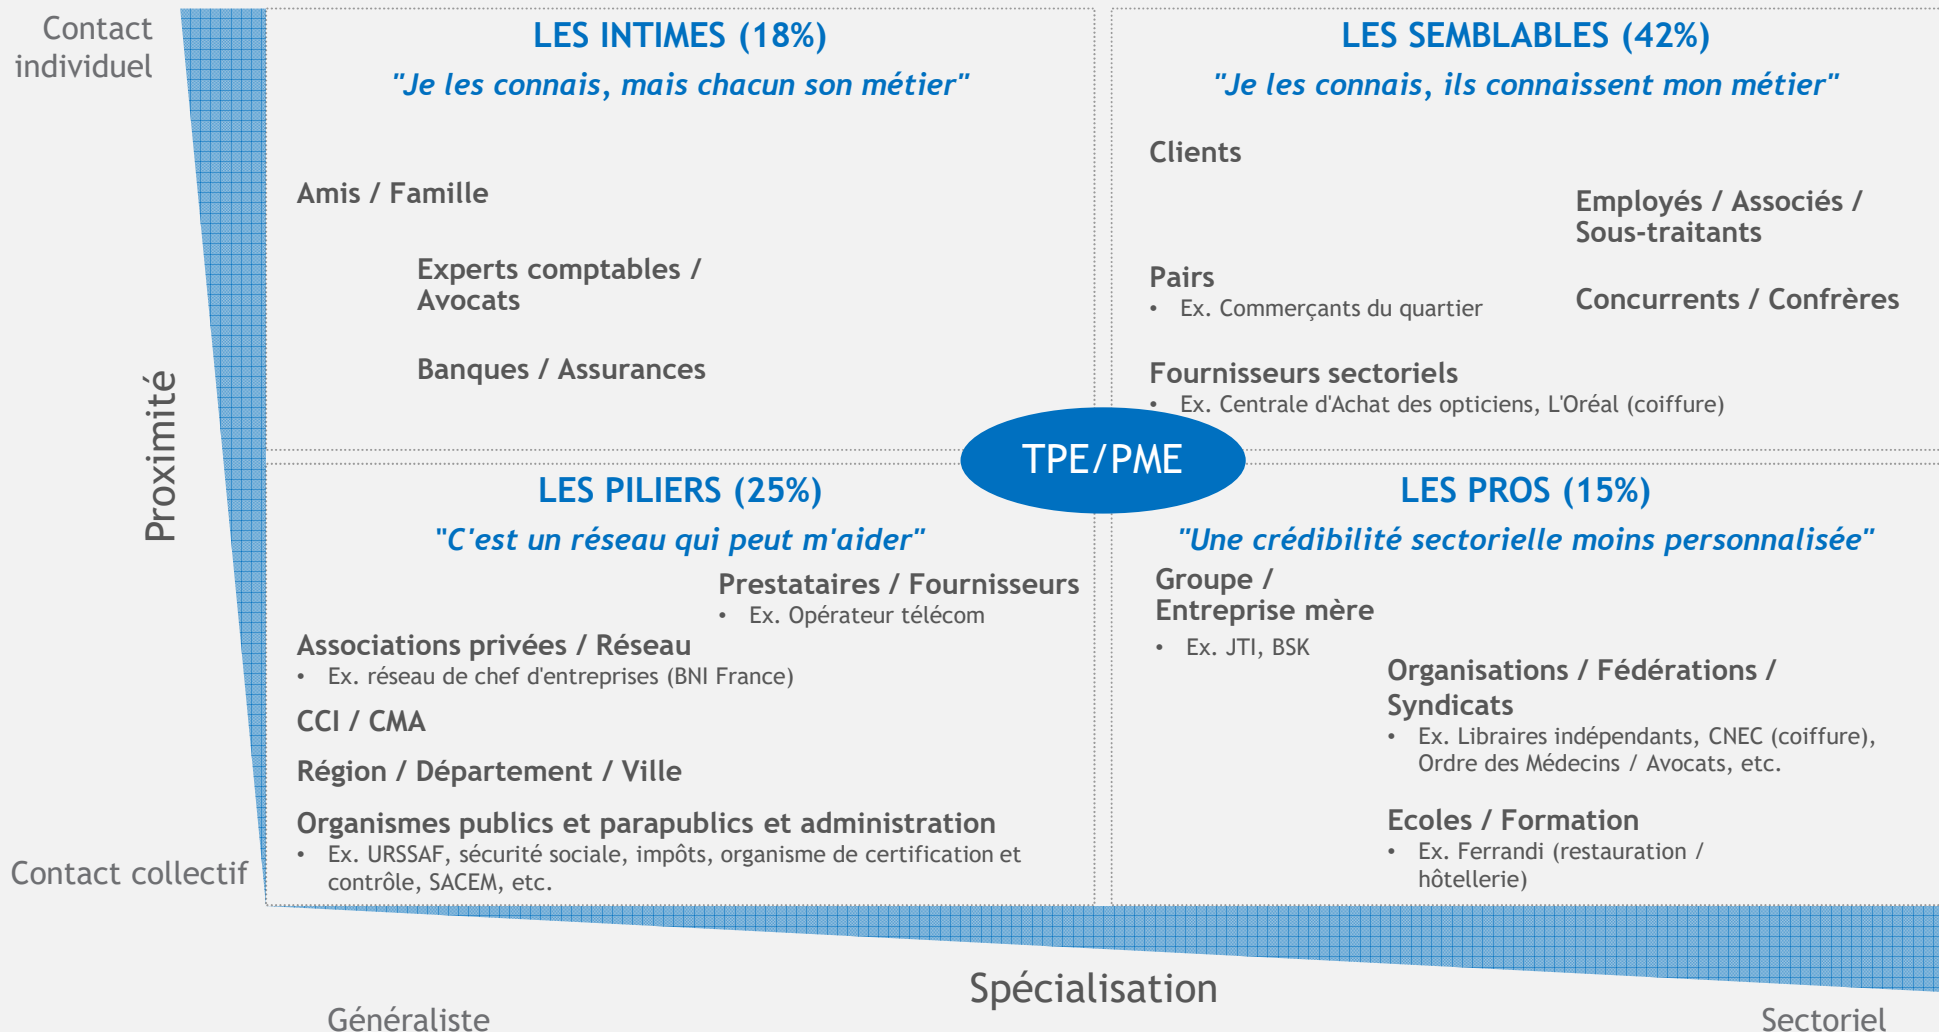 Contact
individuel
LES INTIMES (18%)
"Je les connais, mais chacun son métier"
Amis / Famille
Experts comptables /
Avocats
Banques / Assurances
LES SEMBLABLES (42%)
"Je les connais, ils connaissent mon métier"
Clients
Employés / Associés /
Sous-traitants
Pairs
• Ex. Commerçants du quartier
Concurrents / Confrères
Fournisseurs sectoriels
• Ex. Centrale d'Achat des opticiens, L'Oréal (coiffure)
Proximité
TPE/PME
LES PILIERS (25%)
"C'est un réseau qui peut m'aider"
Prestataires / Fournisseurs
• Ex. Opérateur télécom
Associations privées / Réseau
• Ex. réseau de chef d'entreprises (BNI France)
CCI / CMA
Région / Département / Ville
Organismes publics et parapublics et administration
• Ex. URSSAF, sécurité sociale, impôts, organisme de certification et
contrôle, SACEM, etc.
LES PROS (15%)
"Une crédibilité sectorielle moins personnalisée"
Groupe /
Entreprise mère
• Ex. JTI, BSK
Organisations / Fédérations /
Syndicats
• Ex. Libraires indépendants, CNEC (coiffure),
Ordre des Médecins / Avocats, etc.
Ecoles / Formation
• Ex. Ferrandi (restauration /
hôtellerie)
Contact collectif
Spécialisation
Généraliste
Sectoriel